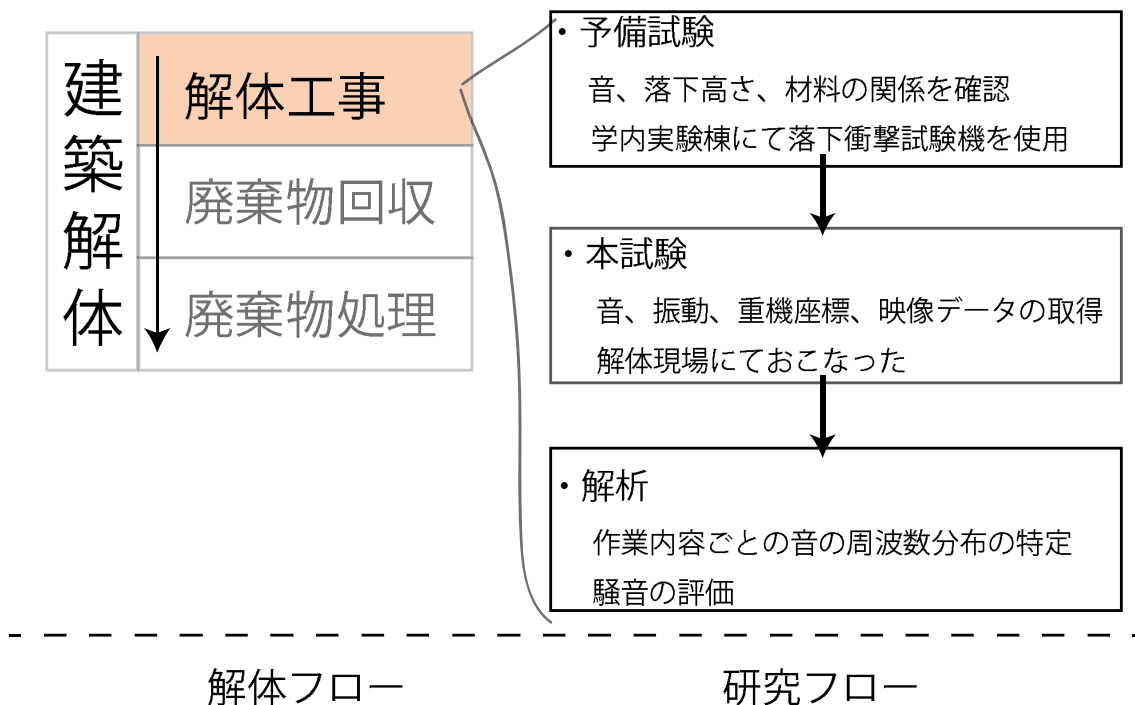 建築解体
解体工事
廃棄物回収
廃棄物処理
・予備試験
音、落下高さ、材料の関係を確認
学内実験棟にて落下衝撃試験機を使用
・本試験
音、振動、重機座標、映像データの取得
解体現場にておこなった
・解析
作業内容ごとの音の周波数分布の特定
騒音の評価
解体フロー
研究フロー